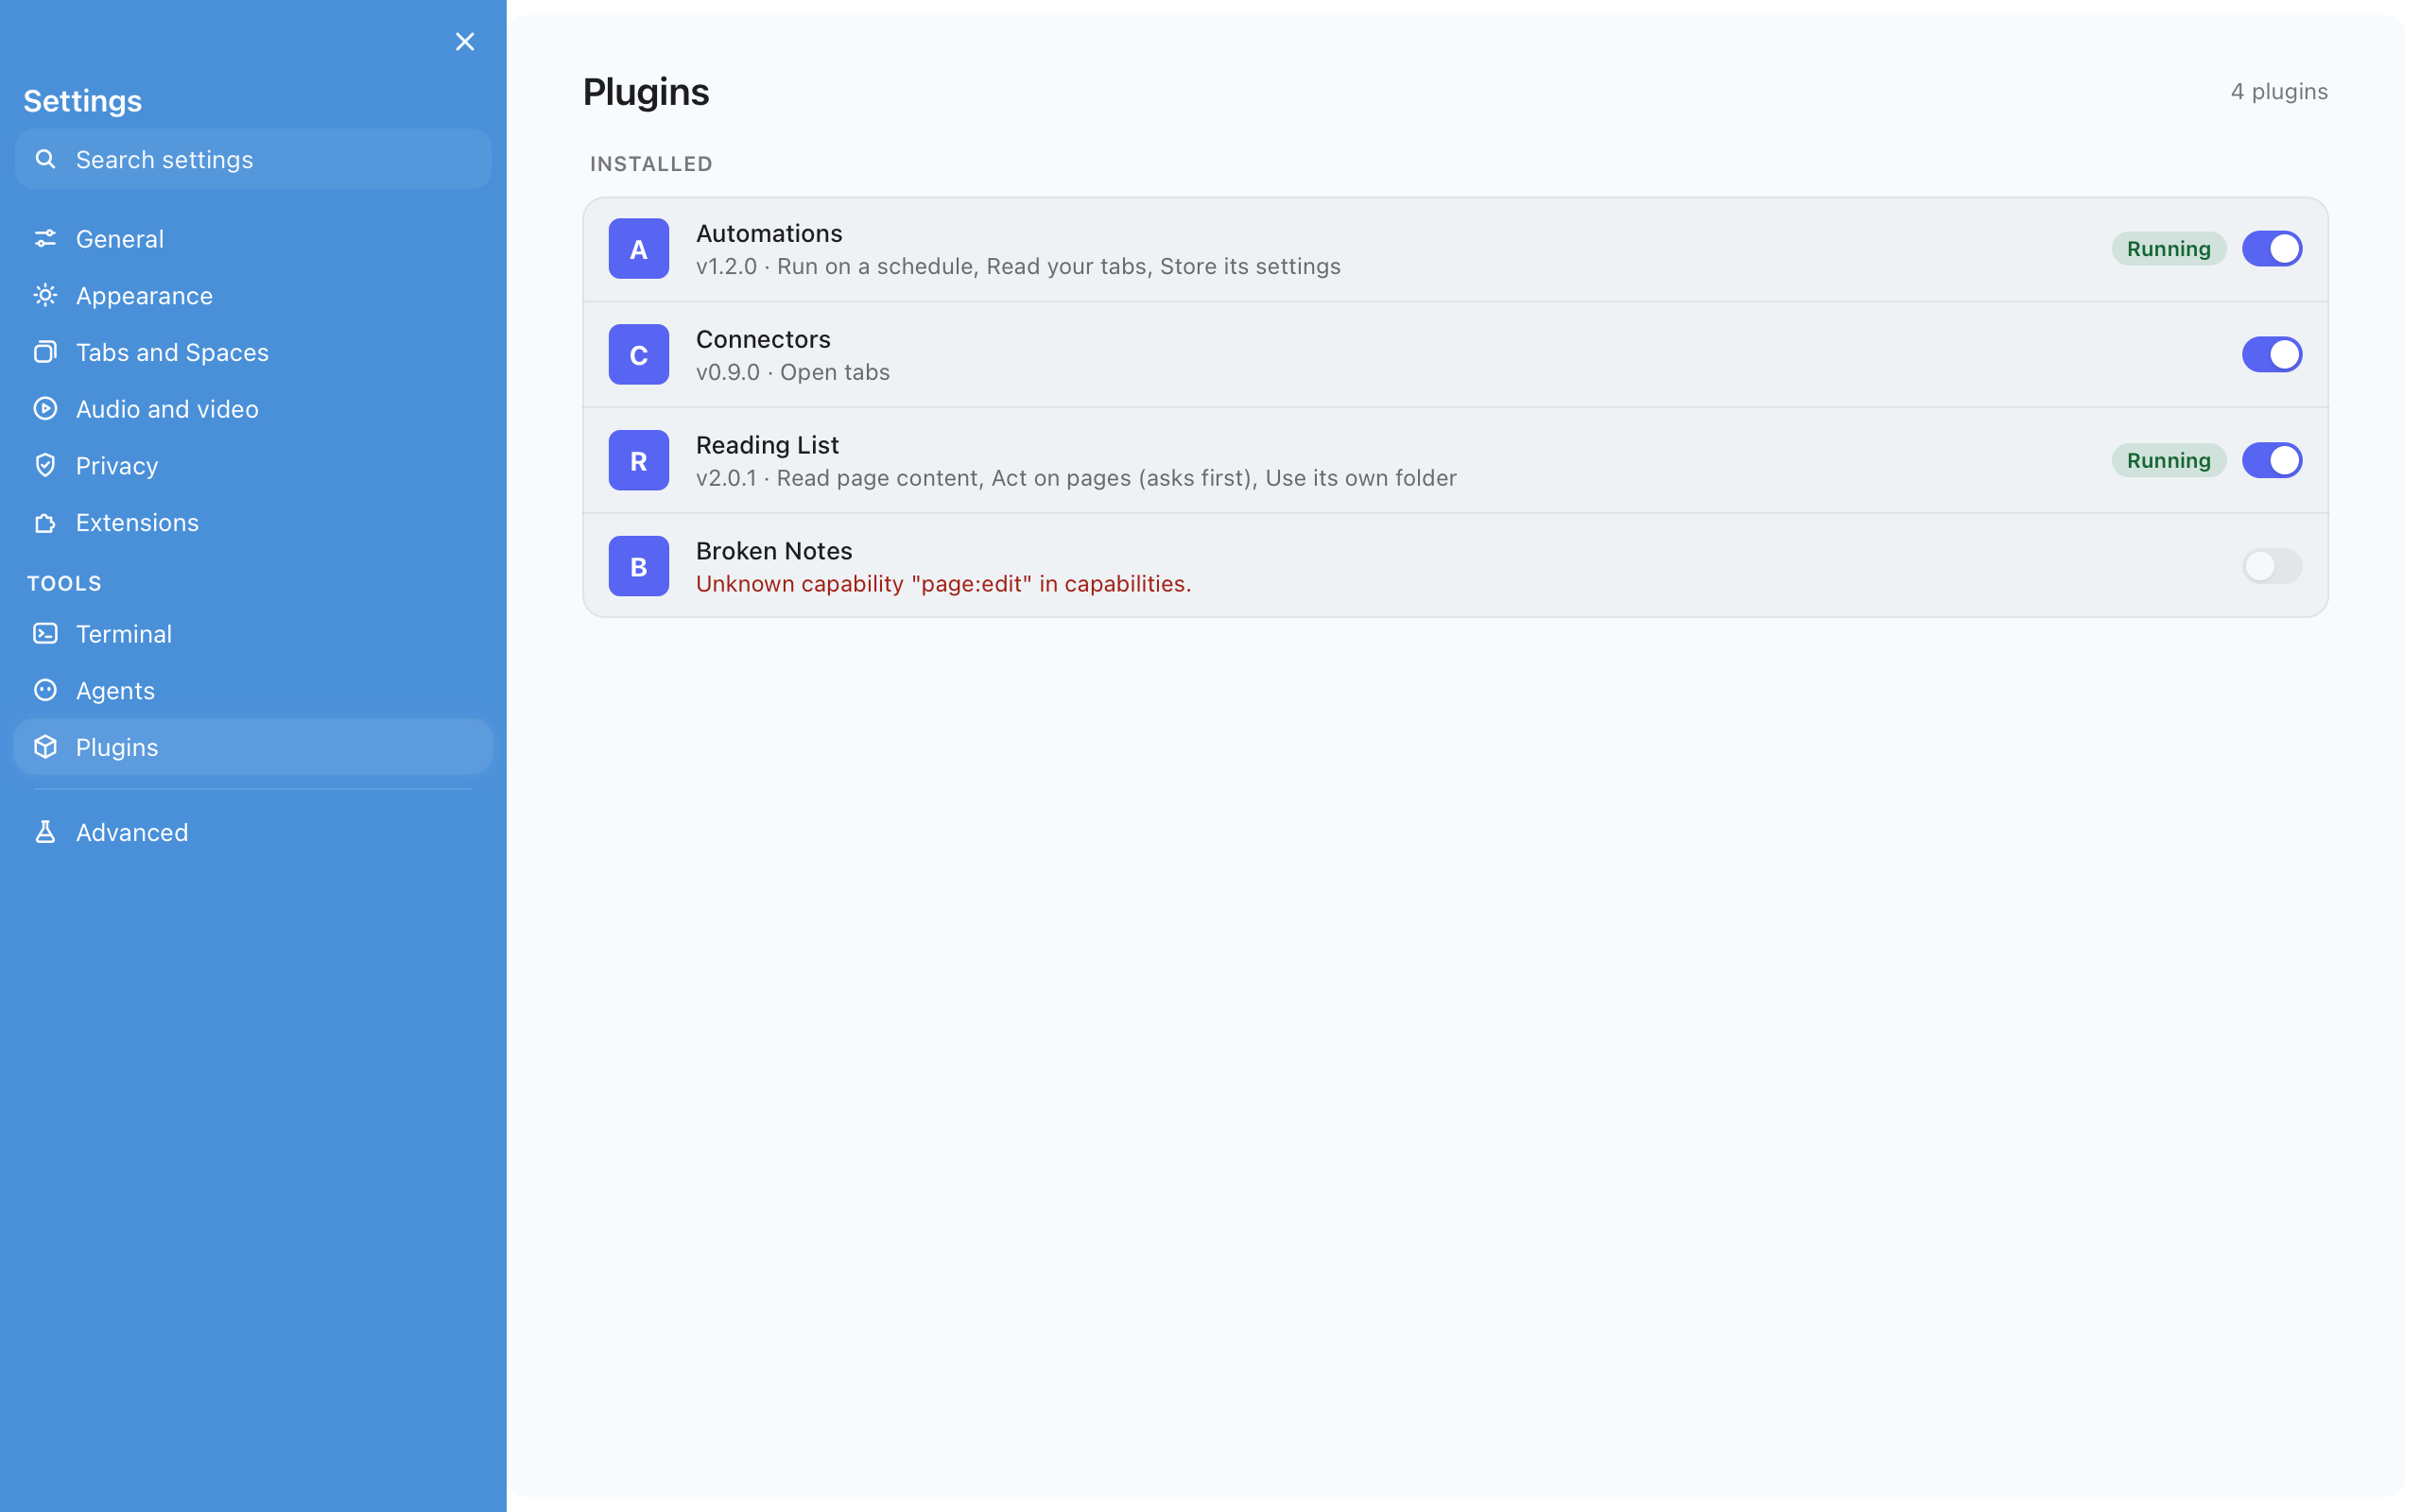 Settings
Search settings
General
Appearance
Tabs and Spaces
Audio and video
Privacy
Extensions
TOOLS
Terminal
Agents
Plugins
Advanced
Plugins
4 plugins
INSTALLED
A
Automations
v1.2.0 · Run on a schedule, Read your tabs, Store its settings
Running
C
Connectors
v0.9.0 · Open tabs
R
Reading List
v2.0.1 · Read page content, Act on pages (asks first), Use its own folder
Running
B
Broken Notes
Unknown capability "page:edit" in capabilities.